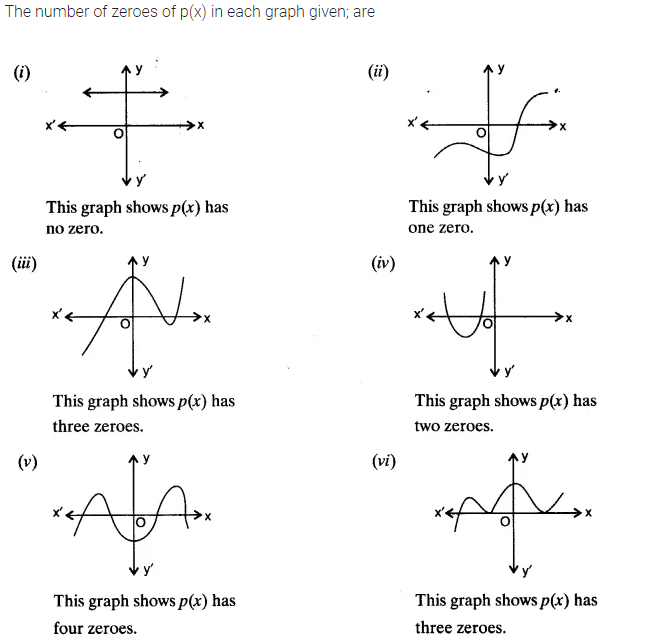 The number of zeroes of p(x) in each graph given; are
(i) Y (ii) Y
X' O X X' O X
Y' Y'
This graph shows p(x) has This graph shows p(x) has
no zero. one zero.
(iii) Y (iv) Y
X' O X X' O X
Y' Y'
This graph shows p(x) has This graph shows p(x) has
three zeroes. two zeroes.
(v) Y (vi) Y
X' O X X' O X
Y' Y'
This graph shows p(x) has This graph shows p(x) has
four zeroes. three zeroes.